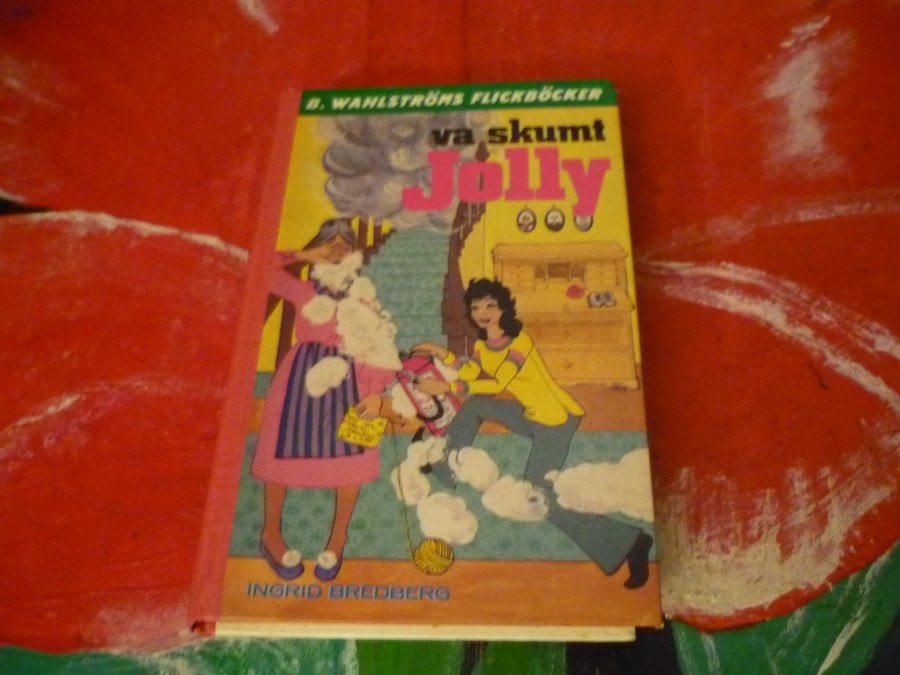 B. WAHLSTRÖMS FLICKBÖCKER
va skumt
Jolly
INGRID BREDBERG